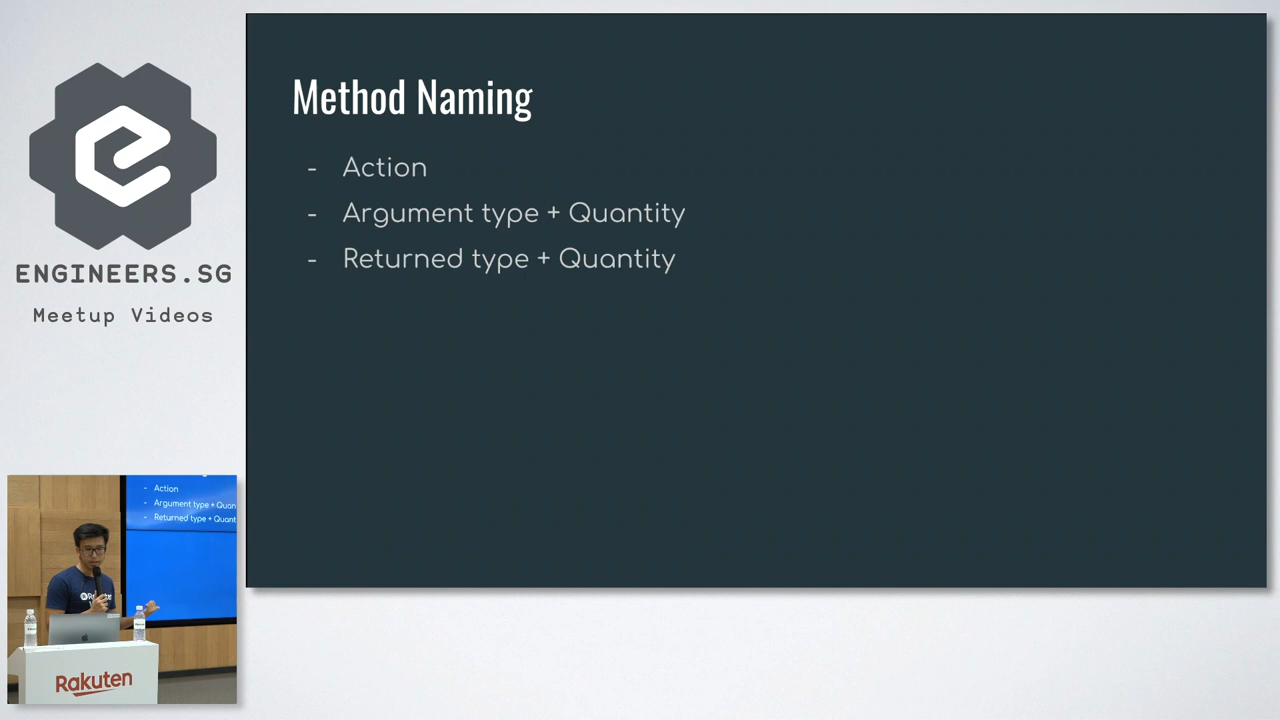 Method Naming
- Action
- Argument type + Quantity
- Returned type + Quantity
ENGINEERS.SG
Meetup Videos
- Action
- Argument type + Quan
- Returned type + Quant
Rakuten